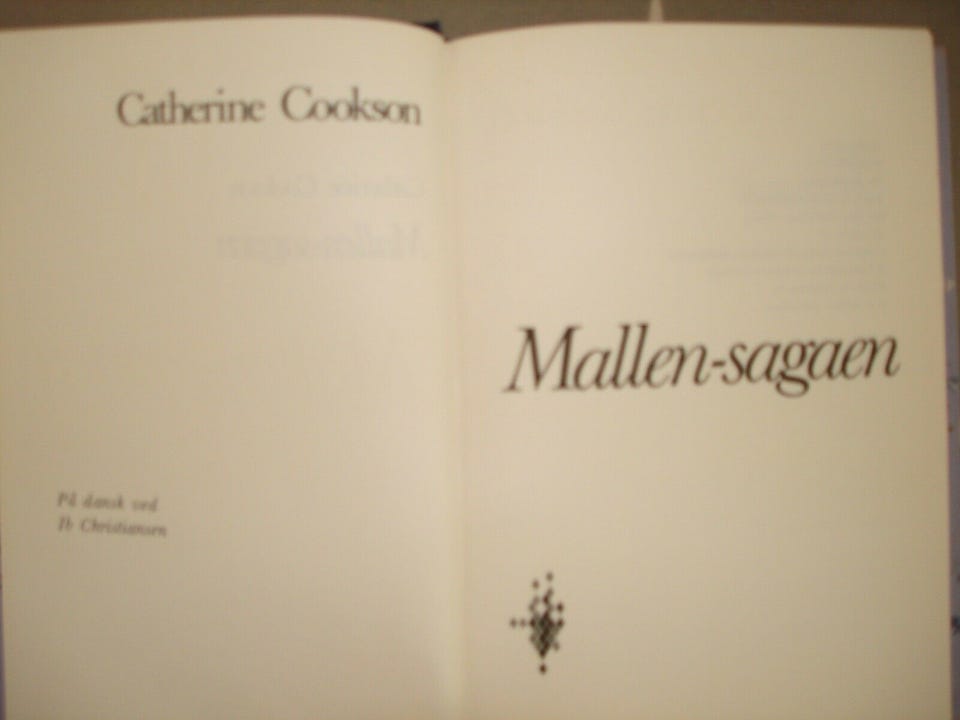 Catherine Cookson
På dansk ved
Ib Christiansen
Mallen-sagaen